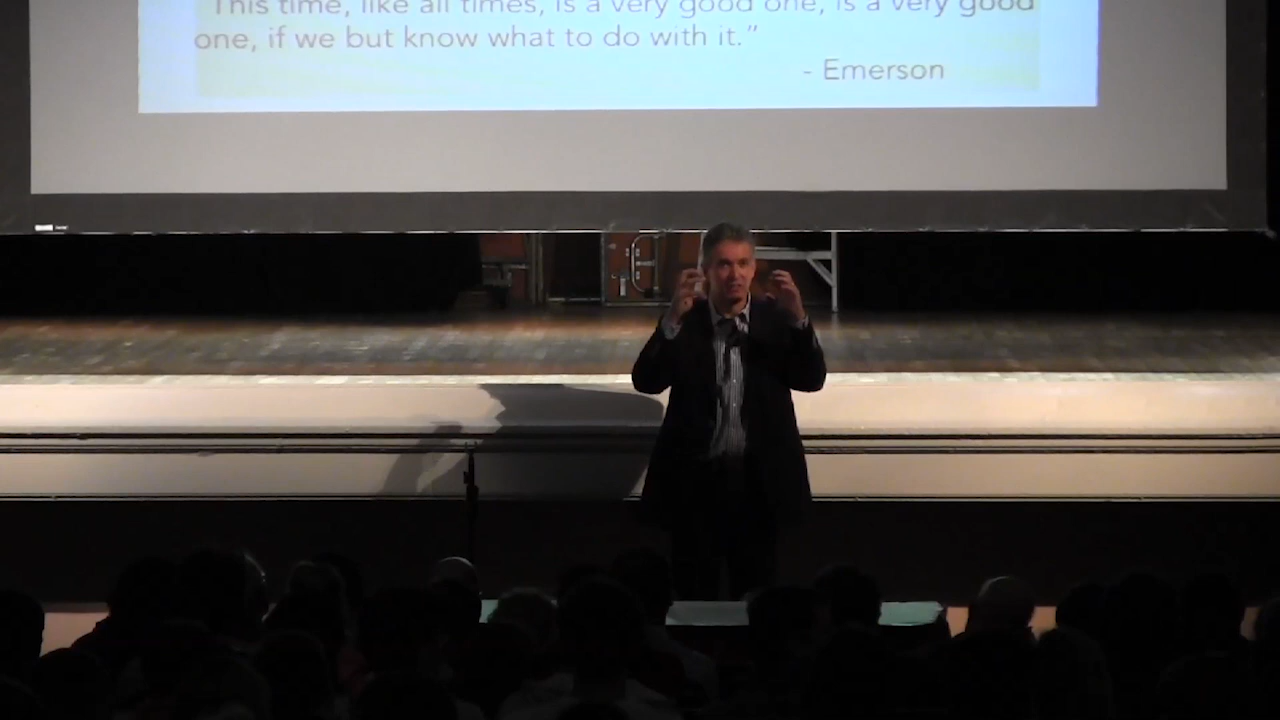 "This time, like all times, is a very good one, is a very good
one, if we but know what to do with it."
- Emerson